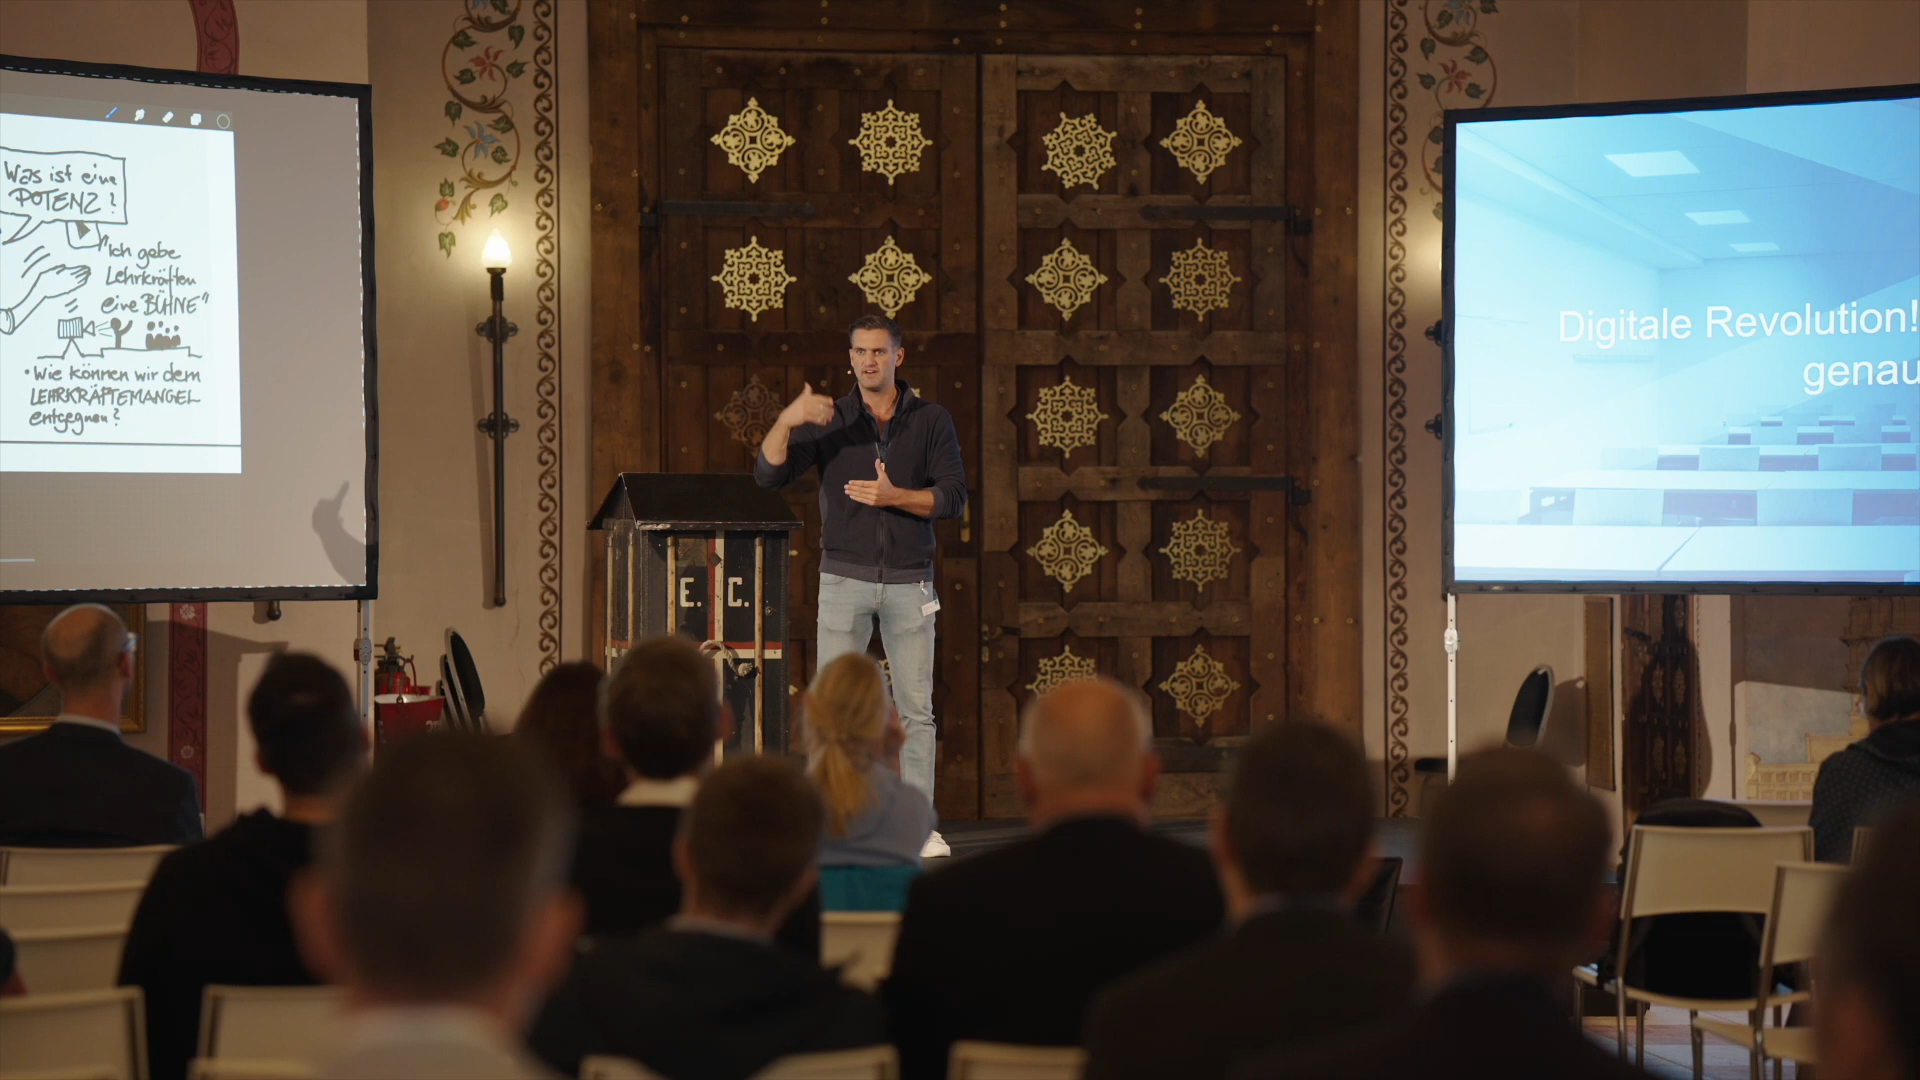 Was ist eine
POTENZ?
"Ich gebe
Lehrkräften
eine BÜHNE"
• Wie können wir dem
LEHRKRÄFTEMANGEL
entgegnen?
E. C.
Digitale Revolution!
genau